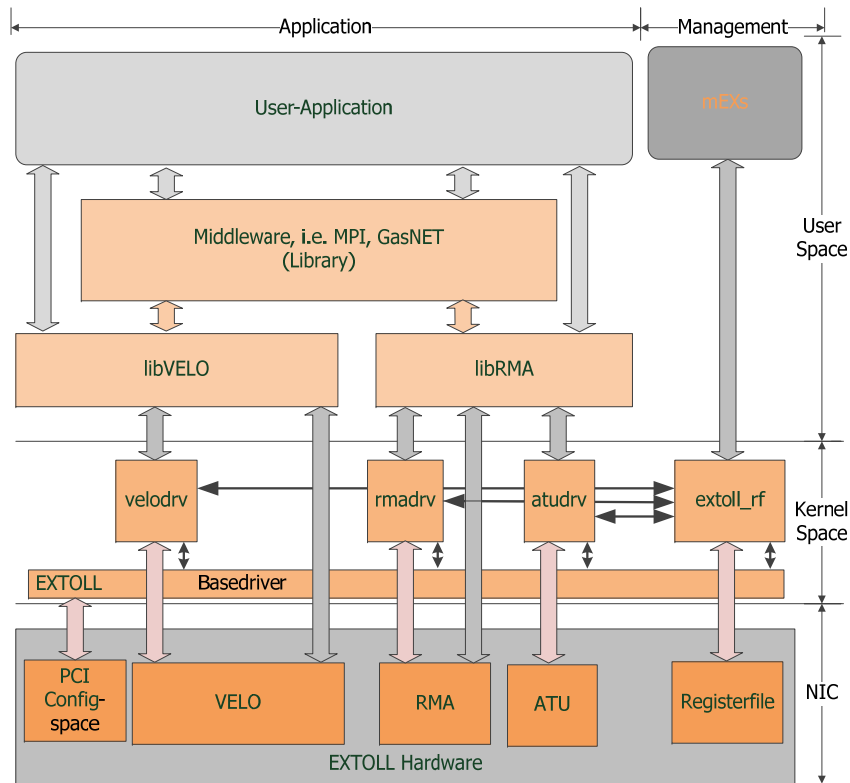 Application
Management
User-Application
mEXs
Middleware, i.e. MPI, GasNET
(Library)
User
Space
libVELO
libRMA
velodrv
rmadrv
atudrv
extoll_rf
Kernel
Space
EXTOLL
Basedriver
PCI
Config-
space
VELO
RMA
ATU
Registerfile
NIC
EXTOLL Hardware